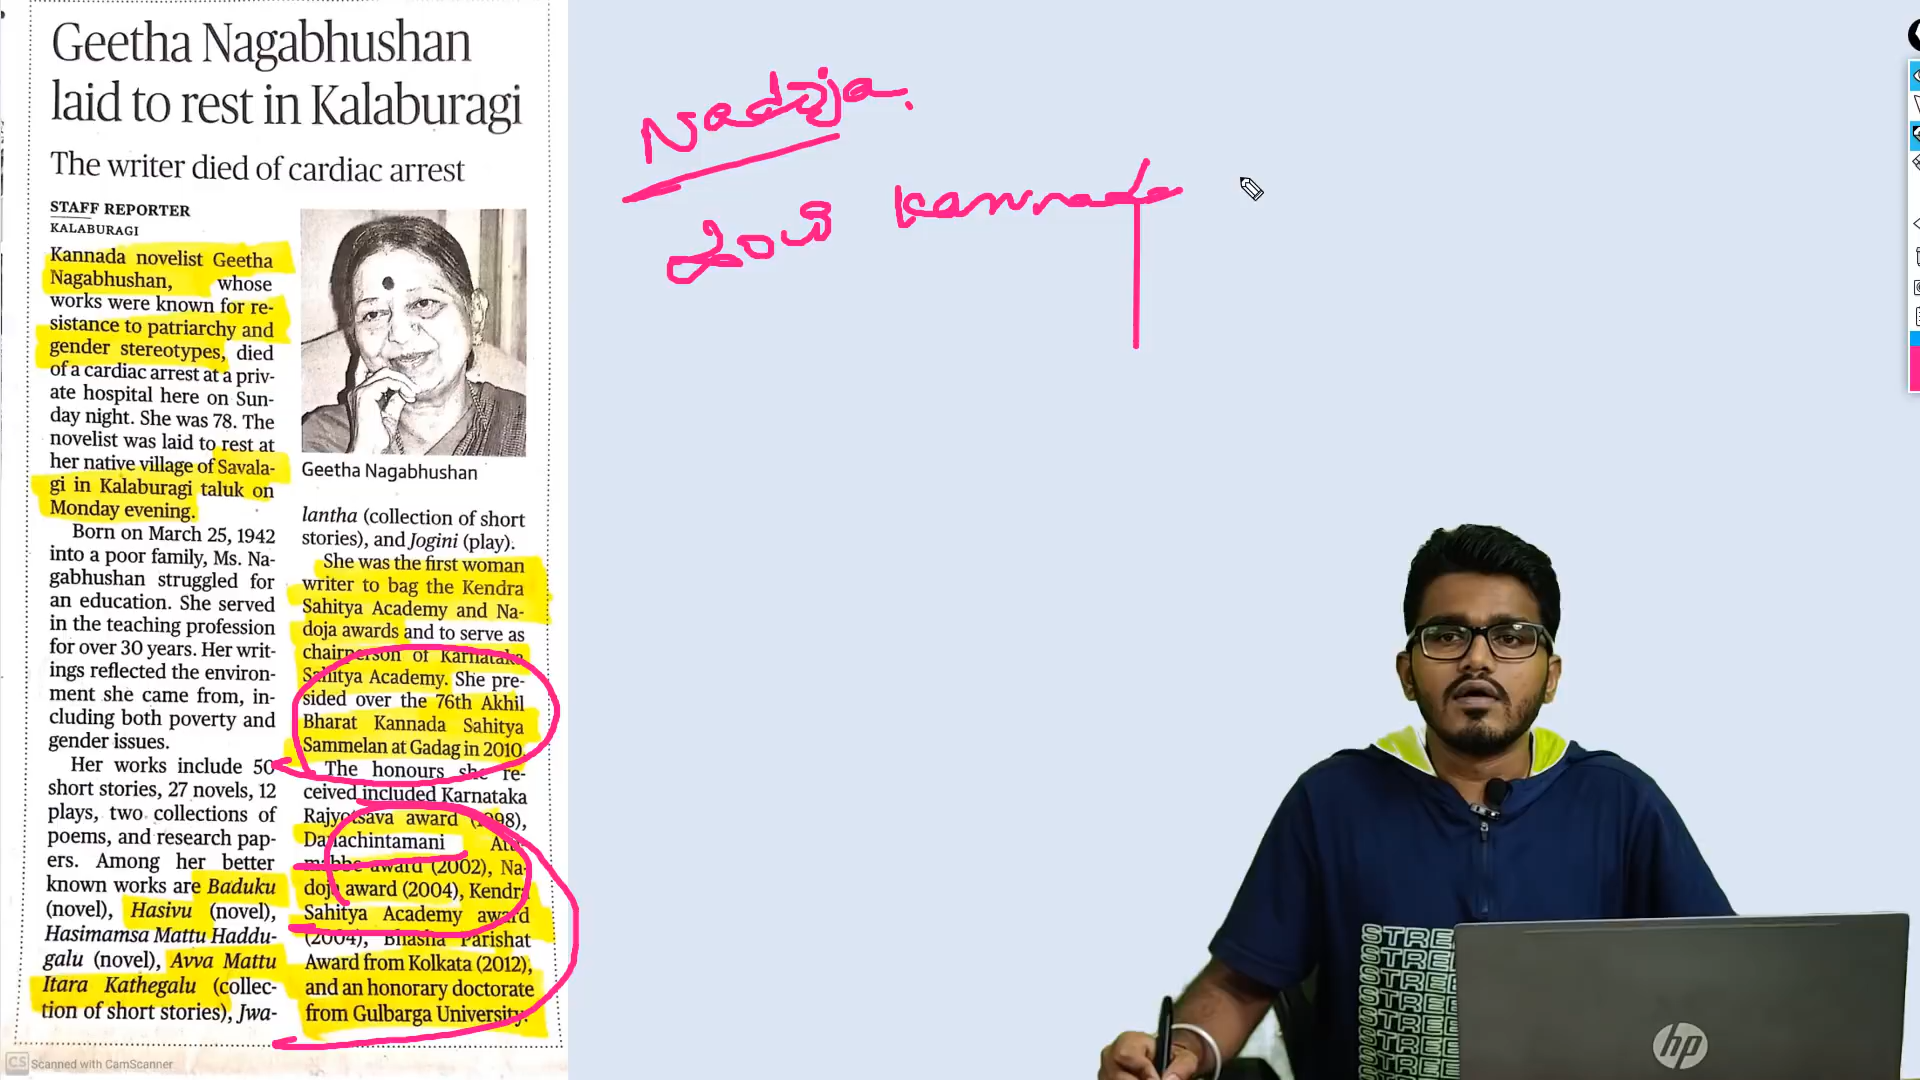 Geetha Nagabhushan
laid to rest in Kalaburagi
The writer died of cardiac arrest
STAFF REPORTER
KALABURAGI
Kannada novelist Geetha
Nagabhushan, whose
works were known for re-
sistance to patriarchy and
gender stereotypes, died
of a cardiac arrest at a priv-
ate hospital here on Sun-
day night. She was 78. The
novelist was laid to rest at
her native village of Savala-
gi in Kalaburagi taluk on
Monday evening.
Born on March 25, 1942
into a poor family, Ms. Na-
gabhushan struggled for
an education. She served
in the teaching profession
for over 30 years. Her writ-
ings reflected the environ-
ment she came from, in-
cluding both poverty and
gender issues.
Her works include 50
short stories, 27 novels, 12
plays, two collections of
poems, and research pap-
ers. Among her better
known works are Baduku
(novel), Hasivu (novel),
Hasimamsa Mattu Haddu-
galu (novel), Avva Mattu
Itara Kathegalu (collec-
tion of short stories), Jwa-
Geetha Nagabhushan
lantha (collection of short
stories), and Jogini (play).
She was the first woman
writer to bag the Kendra
Sahitya Academy and Na-
doja awards and to serve as
chairperson of Karnataka
Sahitya Academy. She pre-
sided over the 76th Akhil
Bharat Kannada Sahitya
Sammelan at Gadag in 2010.
The honours she re-
ceived included Karnataka
Rajyotsava award (1998),
Danachintamani Att-
mabbe award (2002), Na-
doja award (2004), Kendra
Sahitya Academy award
(2004), Bhasha Parishat
Award from Kolkata (2012),
and an honorary doctorate
from Gulbarga University.
CS Scanned with CamScanner
Nadoja.
Kannada
STRE
STRE
STREE
STREE
STREE
STREE
STREE
hp